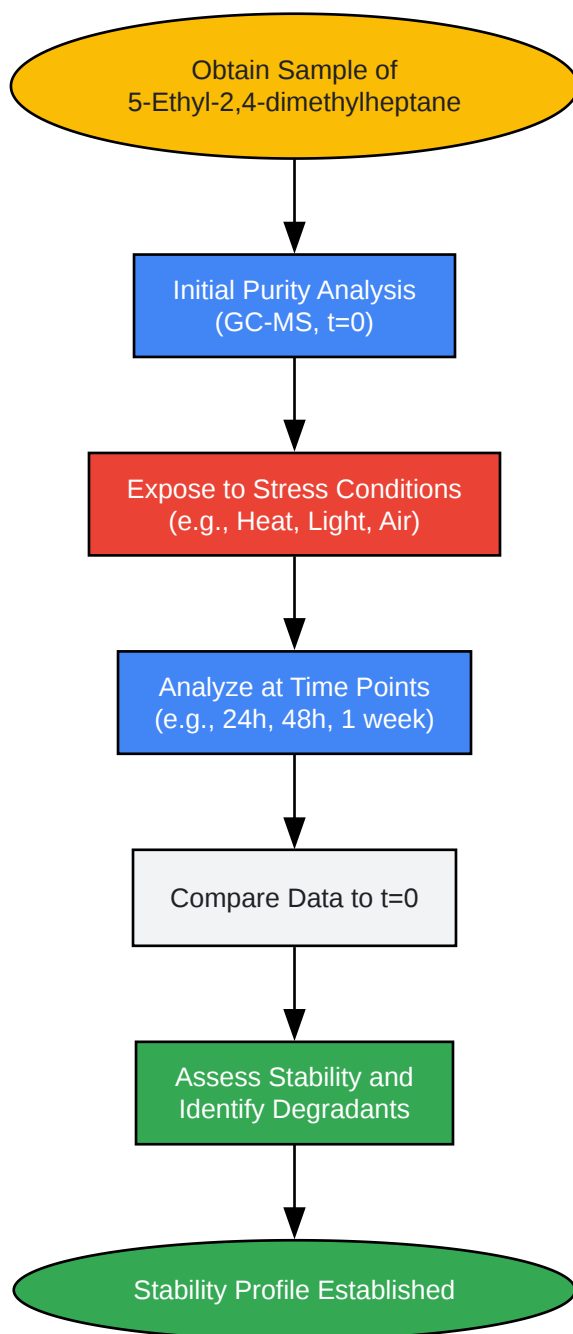 Obtain Sample of
5-Ethyl-2,4-dimethylheptane
Initial Purity Analysis
(GC-MS, t=0)
Expose to Stress Conditions
(e.g., Heat, Light, Air)
Analyze at Time Points
(e.g., 24h, 48h, 1 week)
Compare Data to t=0
Assess Stability and
Identify Degradants
Stability Profile Established